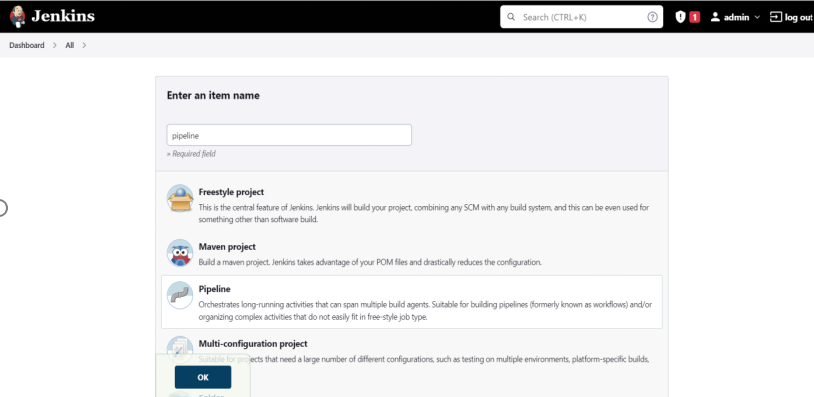 Jenkins
Search (CTRL+K)
1
admin
log out
Dashboard > All >
Enter an item name
pipeline
» Required field
Freestyle project
This is the central feature of Jenkins. Jenkins will build your project, combining any SCM with any build system, and this can be even used for
something other than software build.
Maven project
Build a maven project. Jenkins takes advantage of your POM files and drastically reduces the configuration.
Pipeline
Orchestrates long-running activities that can span multiple build agents. Suitable for building pipelines (formerly known as workflows) and/or
organizing complex activities that do not easily fit in free-style job type.
Multi-configuration project
Suitable for projects that need a large number of different configurations, such as testing on multiple environments, platform-specific builds,
OK